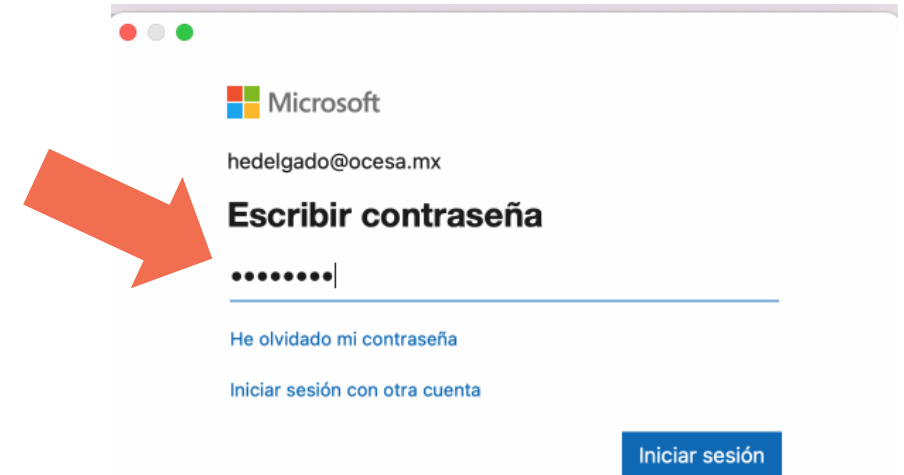 Microsoft
hedelgado@ocesa.mx
Escribir contraseña
••••••••
He olvidado mi contraseña
Iniciar sesión con otra cuenta
Iniciar sesión